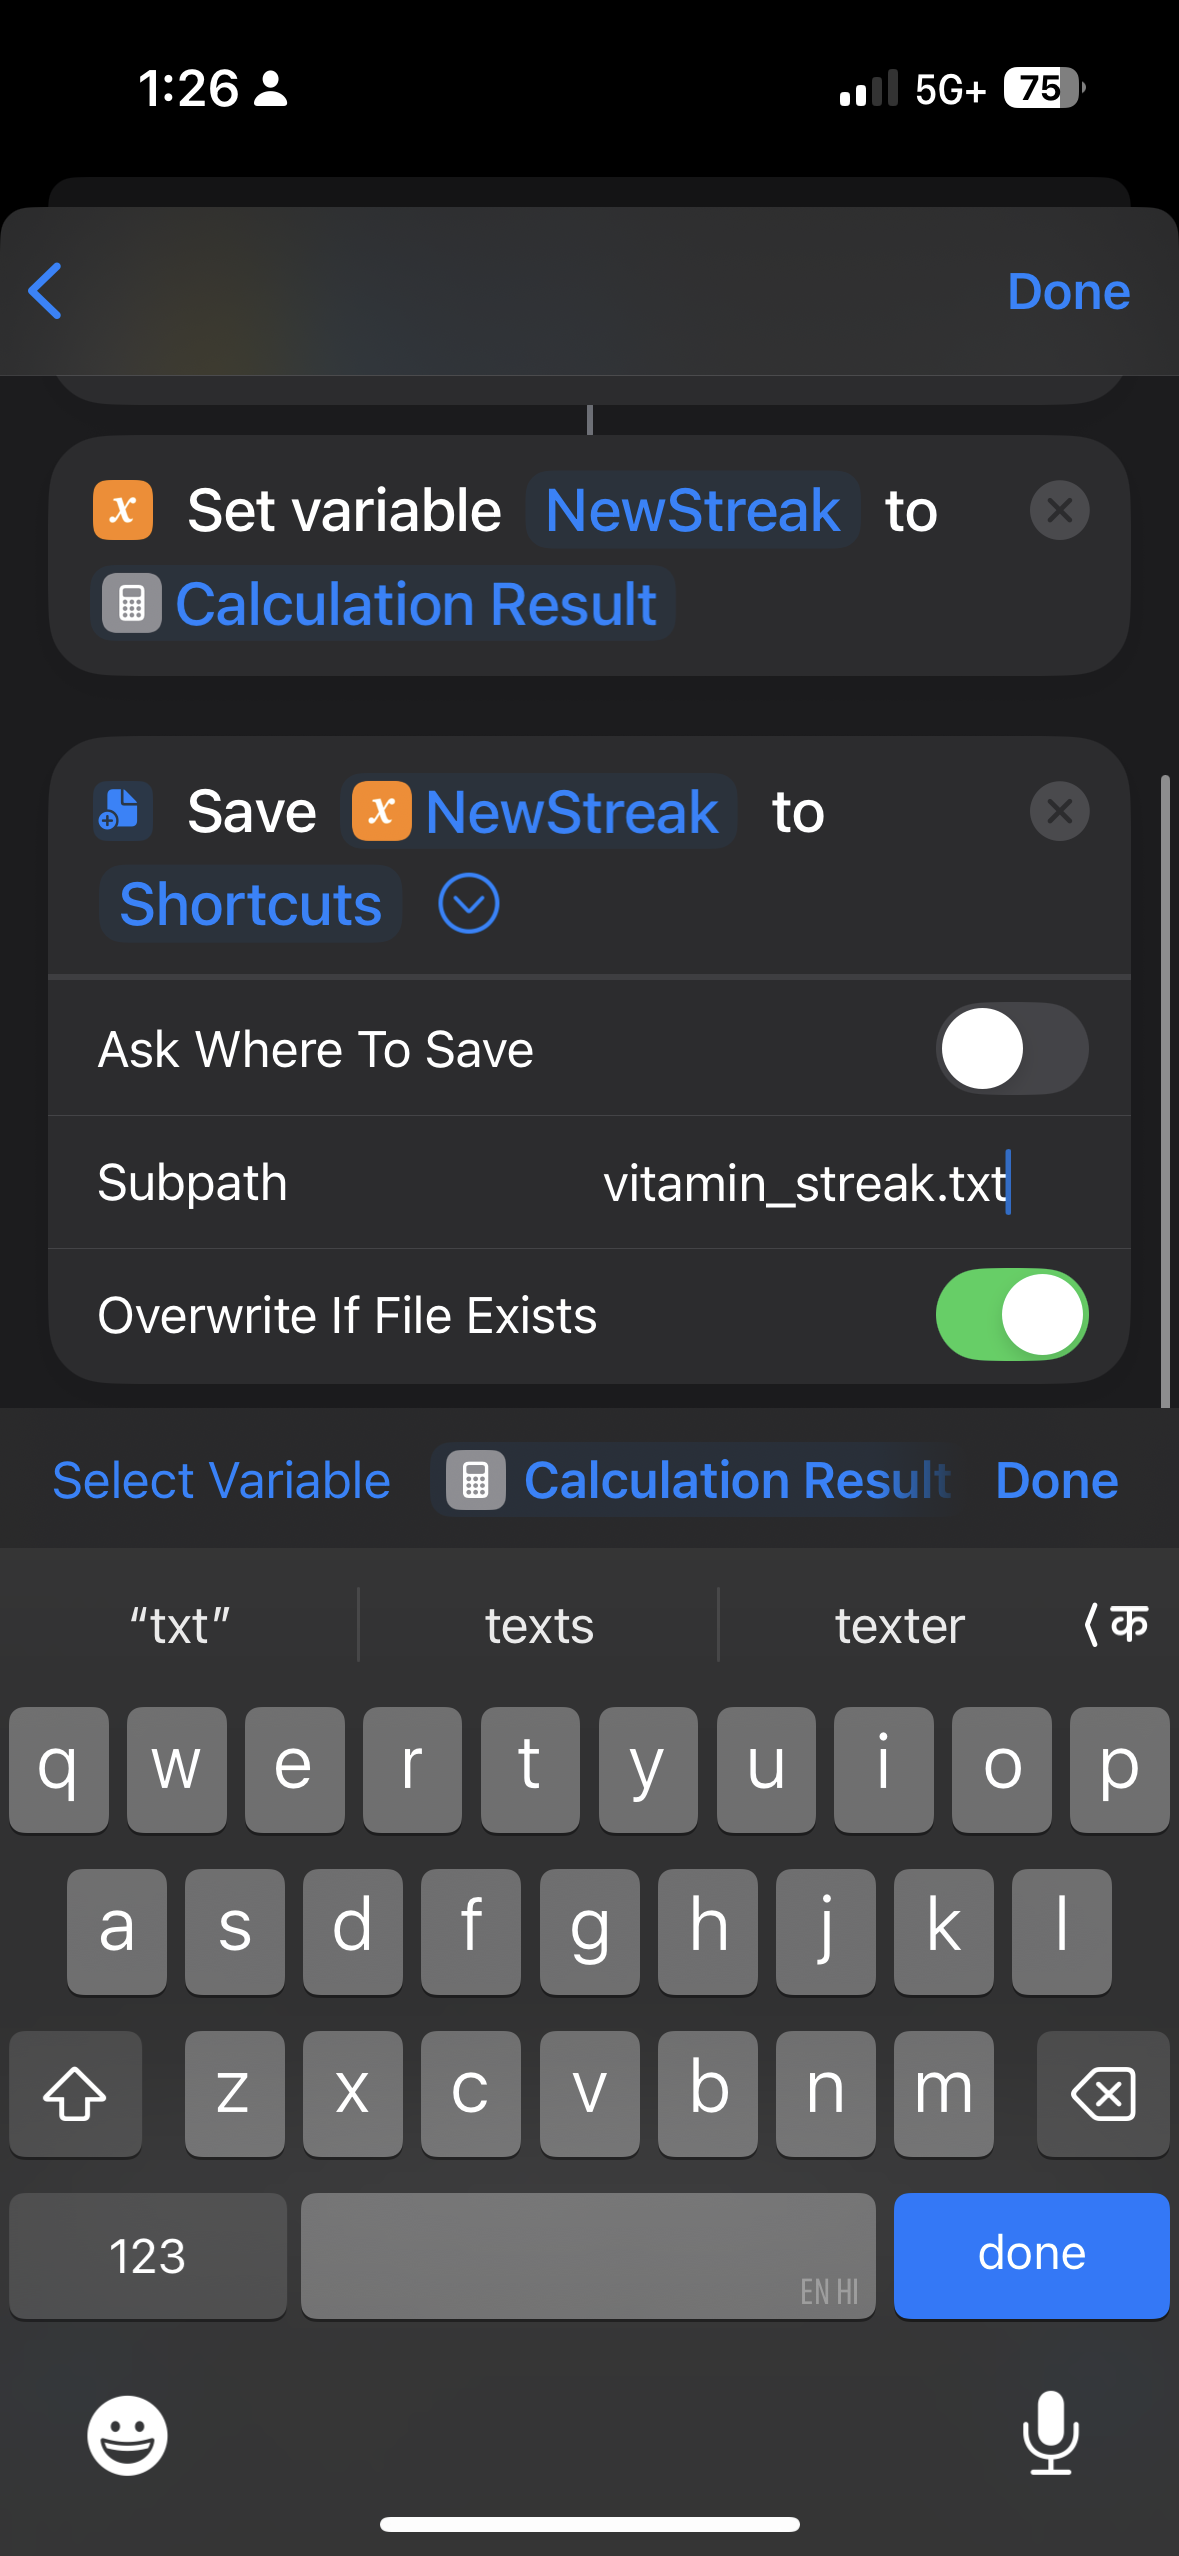 1:26 5G+ 75
Done
x Set variable NewStreak to
Calculation Result
Save x NewStreak to
Shortcuts
Ask Where To Save
Subpath vitamin_streak.txt
Overwrite If File Exists
Select Variable Calculation Result Done
“txt” texts texter क
q w e r t y u i o p
a s d f g h j k l
z x c v b n m
123 EN HI done